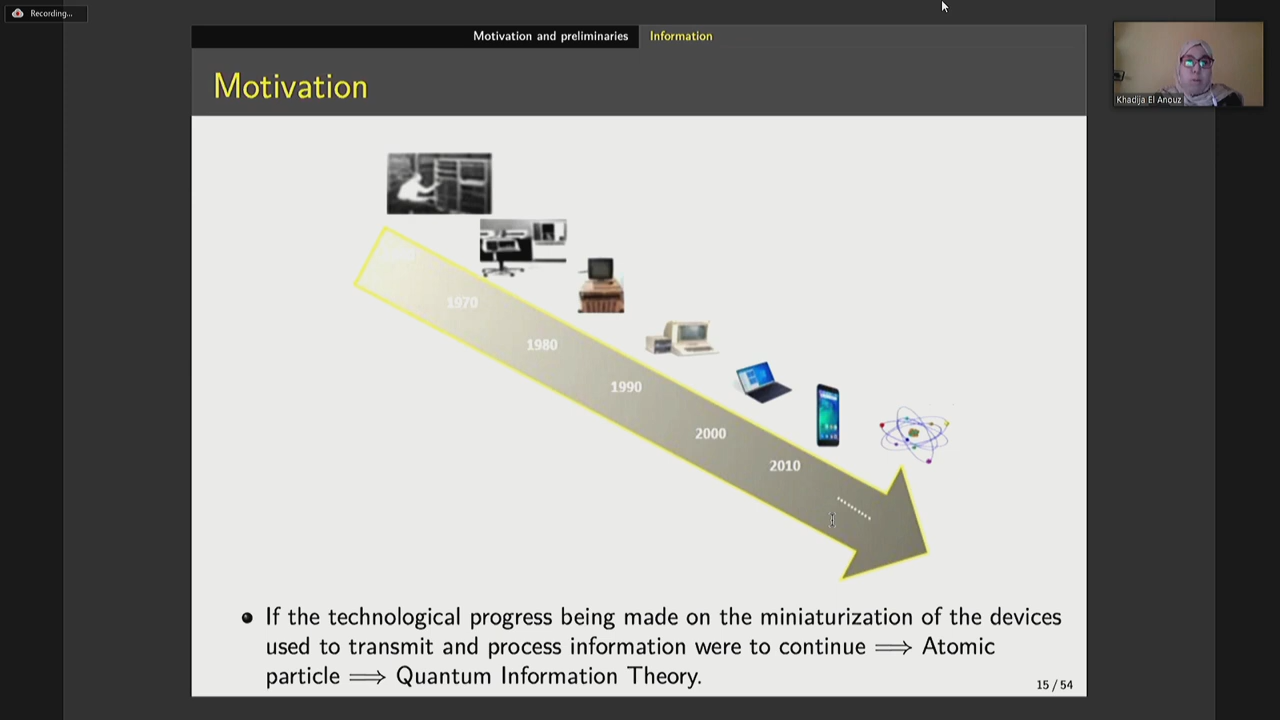 Recording...
Motivation and preliminaries
Information
Motivation
Khadija El Anouz
1970
1980
1990
2000
2010
.........
If the technological progress being made on the miniaturization of the devices
used to transmit and process information were to continue ⟹ Atomic
particle ⟹ Quantum Information Theory.
15 / 54